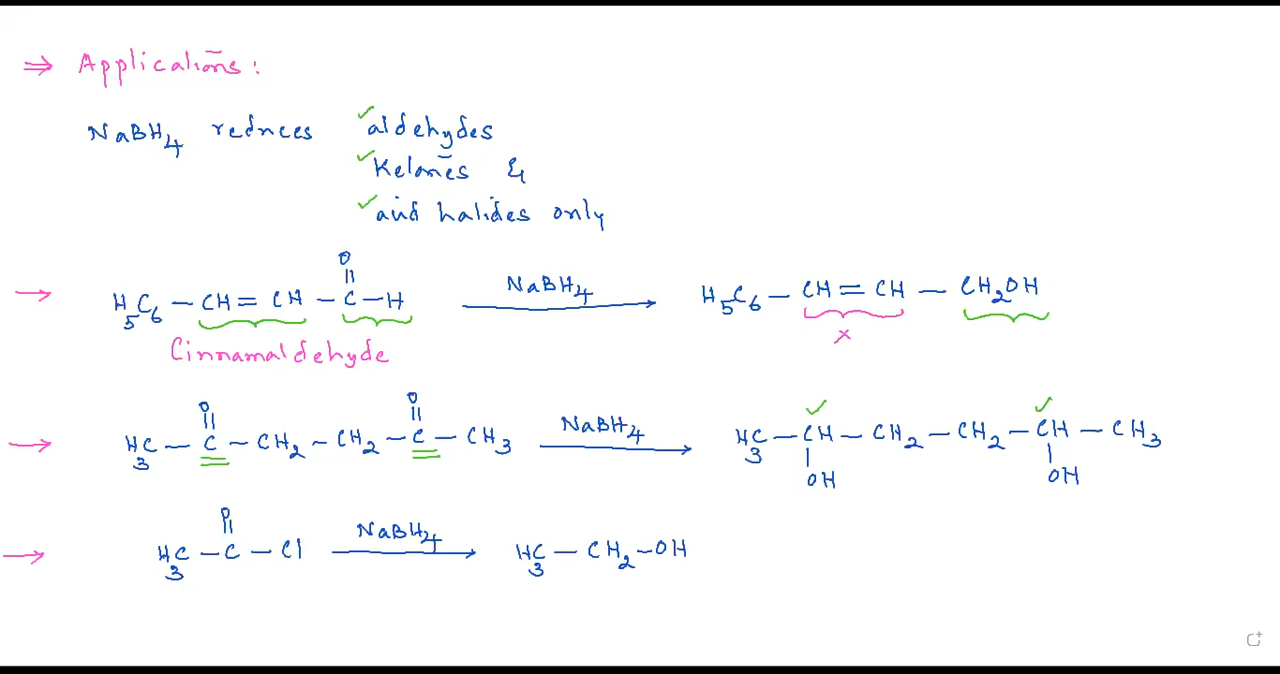 ⇒ Applications:
NaBH4 reduces ✓aldehydes
✓Ketones &
✓acid halides only
O
→ H5C6 — CH = CH — C — H NaBH4 → H5C6 — CH = CH — CH2OH
Cinnamaldehyde x
O O
→ H3C — C — CH2 — CH2 — C — CH3 NaBH4 → H3C — CH — CH2 — CH2 — CH — CH3
OH OH
O
→ H3C — C — Cl NaBH4 → H3C — CH2 — OH